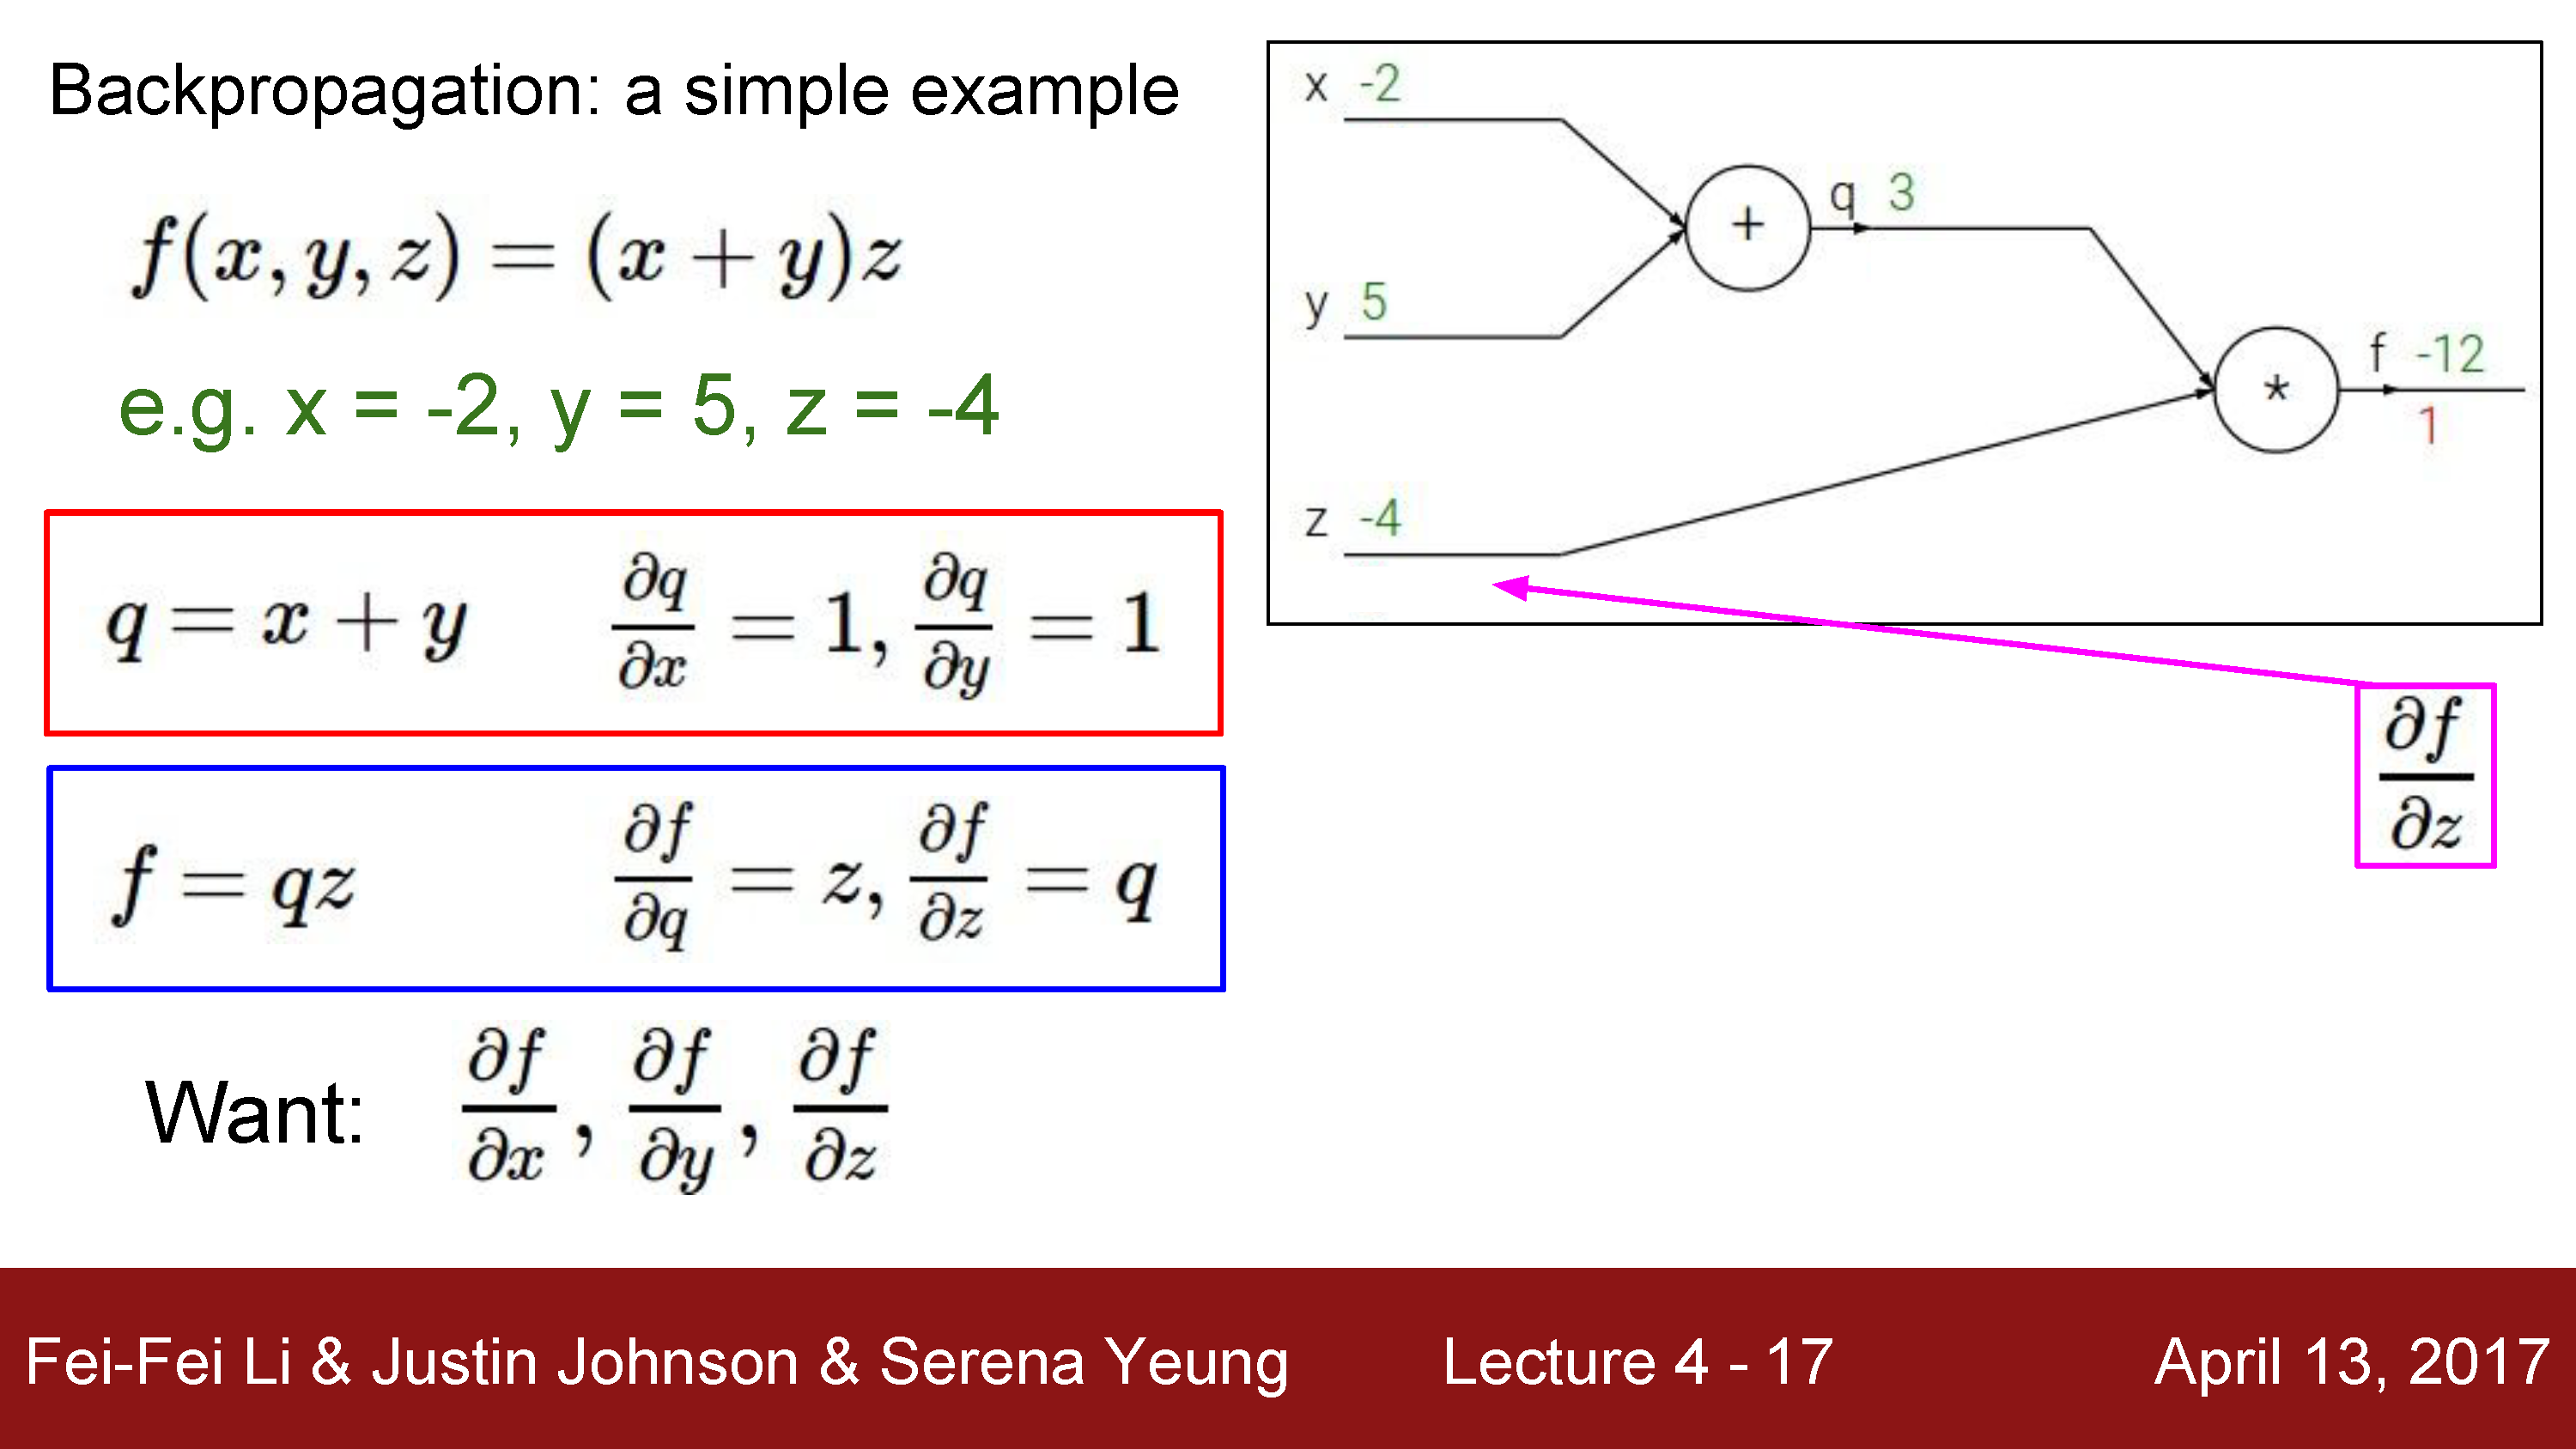 Backpropagation: a simple example
f(x, y, z) = (x + y)z
e.g. x = -2, y = 5, z = -4
q = x + y    ∂q/∂x = 1, ∂q/∂y = 1
f = qz    ∂f/∂q = z, ∂f/∂z = q
Want: ∂f/∂x, ∂f/∂y, ∂f/∂z
x -2
+
q 3
y 5
f -12
*
1
z -4
∂f/∂z
Fei-Fei Li & Justin Johnson & Serena Yeung
Lecture 4 - 17
April 13, 2017